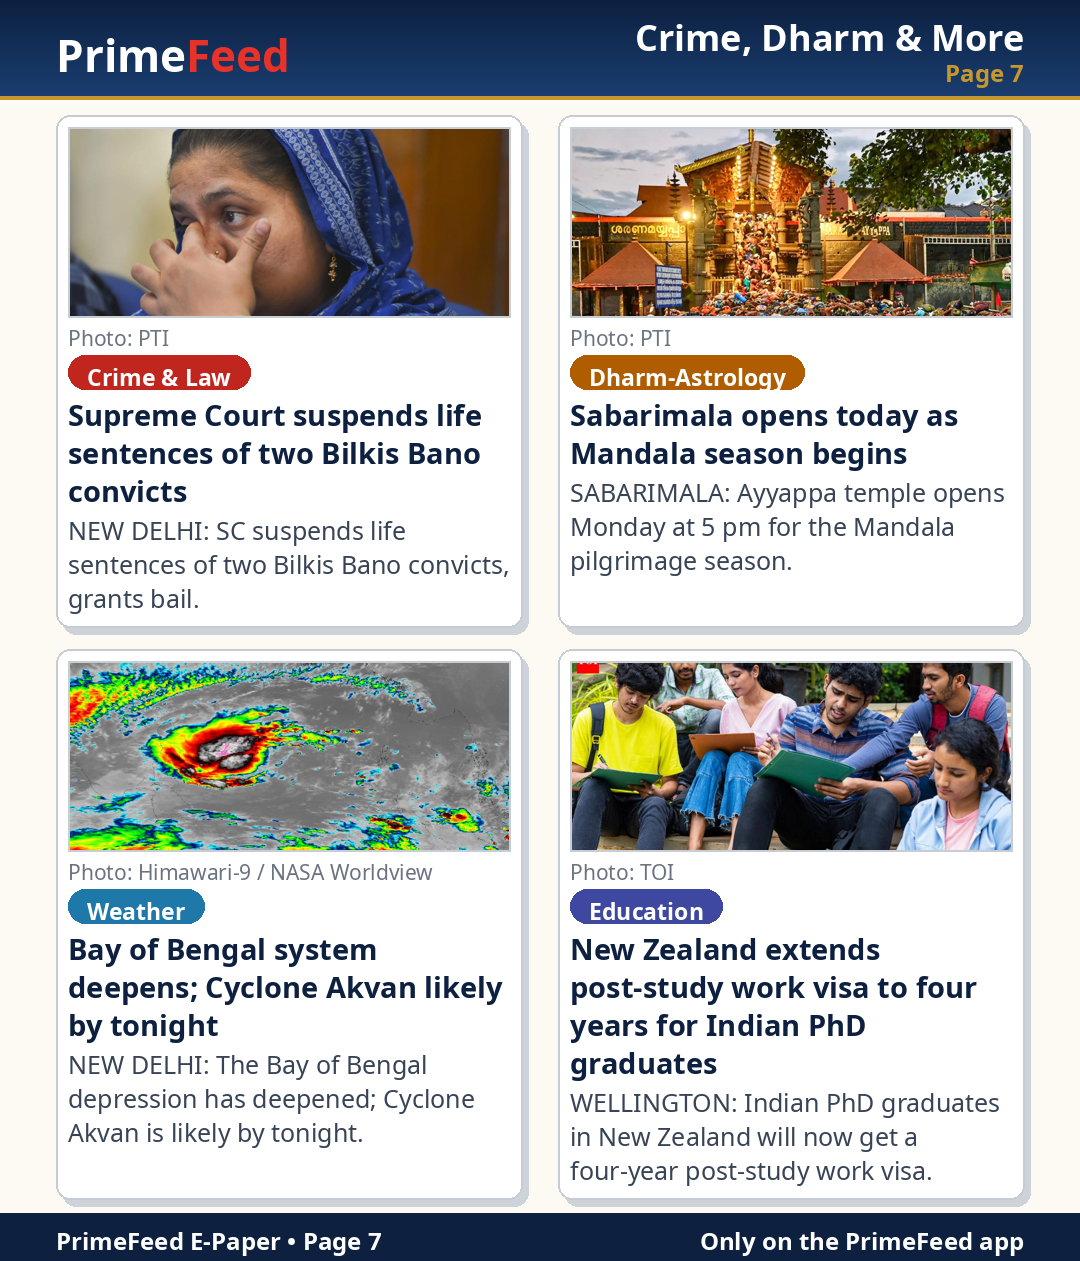 PrimeFeed
Crime, Dharm & More
Page 7
Photo: PTI
Crime & Law
Supreme Court suspends life
sentences of two Bilkis Bano
convicts
NEW DELHI: SC suspends life
sentences of two Bilkis Bano convicts,
grants bail.
ശരണമയ്യപ്പാ
AYYAPPA
Photo: PTI
Dharm-Astrology
Sabarimala opens today as
Mandala season begins
SABARIMALA: Ayyappa temple opens
Monday at 5 pm for the Mandala
pilgrimage season.
Photo: Himawari-9 / NASA Worldview
Weather
Bay of Bengal system
deepens; Cyclone Akvan likely
by tonight
NEW DELHI: The Bay of Bengal
depression has deepened; Cyclone
Akvan is likely by tonight.
Photo: TOI
Education
New Zealand extends
post-study work visa to four
years for Indian PhD
graduates
WELLINGTON: Indian PhD graduates
in New Zealand will now get a
four-year post-study work visa.
PrimeFeed E-Paper • Page 7
Only on the PrimeFeed app